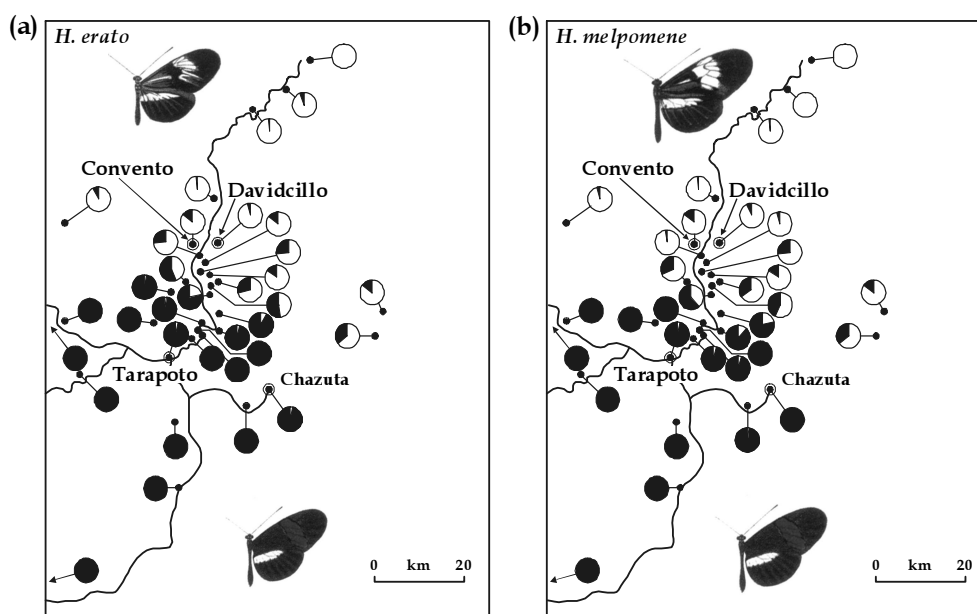 (a)
H. erato
Convento
Davidcillo
Tarapoto
Chazuta
0 km 20
(b)
H. melpomene
Convento
Davidcillo
Tarapoto
Chazuta
0 km 20